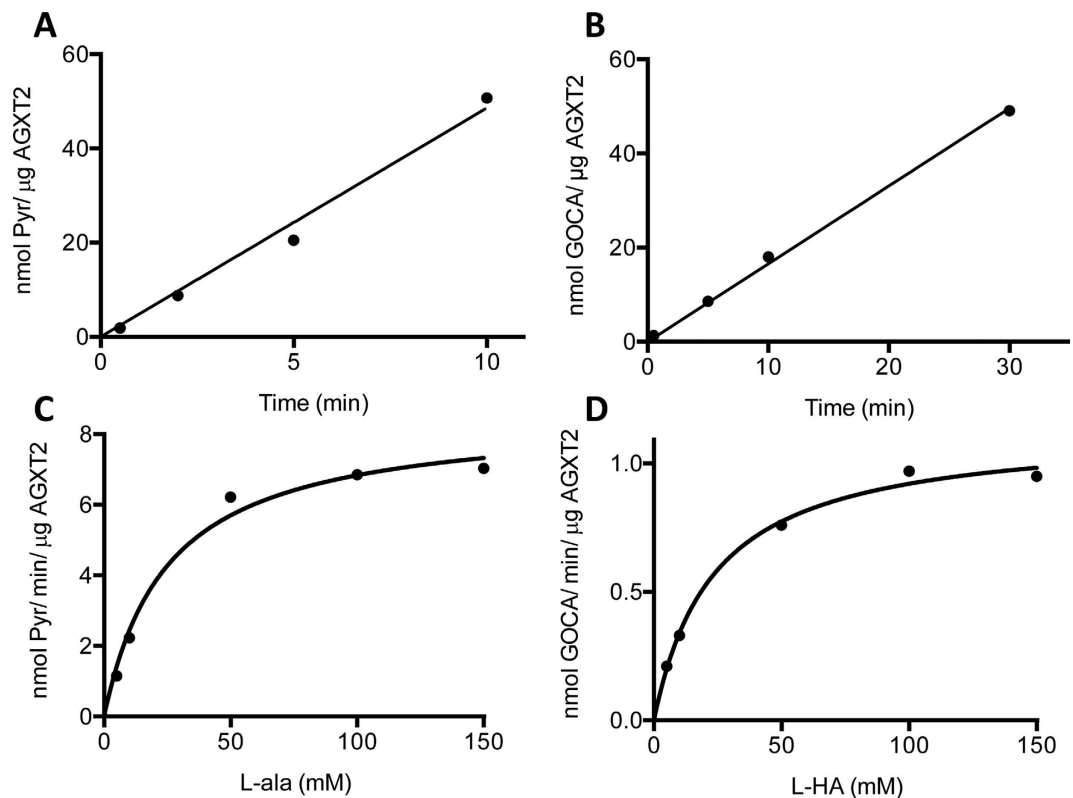 A
nmol Pyr/ µg AGXT2
60
40
20
0
0 5 10
Time (min)
B
nmol GOCA/ µg AGXT2
60
40
20
0
0 10 20 30
Time (min)
C
nmol Pyr/ min/ µg AGXT2
8
6
4
2
0
0 50 100 150
L-ala (mM)
D
nmol GOCA/ min/ µg AGXT2
1.0
0.5
0.0
0 50 100 150
L-HA (mM)